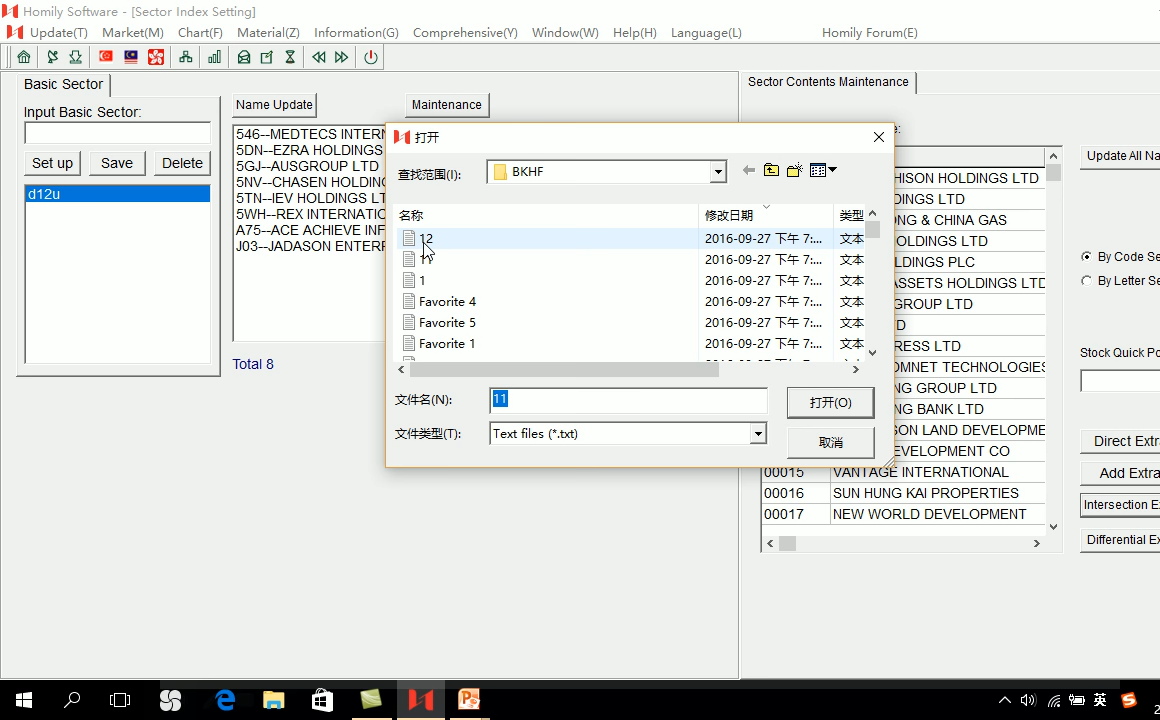 Homily Software - [Sector Index Setting]
Update(T) Market(M) Chart(F) Material(Z) Information(G) Comprehensive(Y) Window(W) Help(H) Language(L) Homily Forum(E)
Basic Sector
Input Basic Sector:
Set up Save Delete
d12u
Name Update Maintenance
546--MEDTECS INTERN
5DN--EZRA HOLDINGS
5GJ--AUSGROUP LTD
5NV--CHASEN HOLDING
5TN--IEV HOLDINGS LT
5WH--REX INTERNATIO
A75--ACE ACHIEVE INF
J03--JADASON ENTERF
Total 8
打开
查找范围(I): BKHF
名称 修改日期 类型
12 2016-09-27 下午 7:... 文本
11 2016-09-27 下午 7:... 文本
1 2016-09-27 下午 7:... 文本
Favorite 4 2016-09-27 下午 7:... 文本
Favorite 5 2016-09-27 下午 7:... 文本
Favorite 1 2016-09-27 下午 7:... 文本
文件名(N): 11 打开(O)
文件类型(T): Text files (*.txt) 取消
Sector Contents Maintenance
e:
HISON HOLDINGS LTD
DINGS LTD
NG & CHINA GAS
OLDINGS LTD
LDINGS PLC
ASSETS HOLDINGS LTD
GROUP LTD
D
RESS LTD
OMNET TECHNOLOGIES
NG GROUP LTD
NG BANK LTD
SON LAND DEVELOPME
EVELOPMENT CO
00015 VANTAGE INTERNATIONAL
00016 SUN HUNG KAI PROPERTIES
00017 NEW WORLD DEVELOPMENT
Update All Na
By Code Se
By Letter Se
Stock Quick Po
Direct Extra
Add Extra
Intersection E
Differential Ex
英